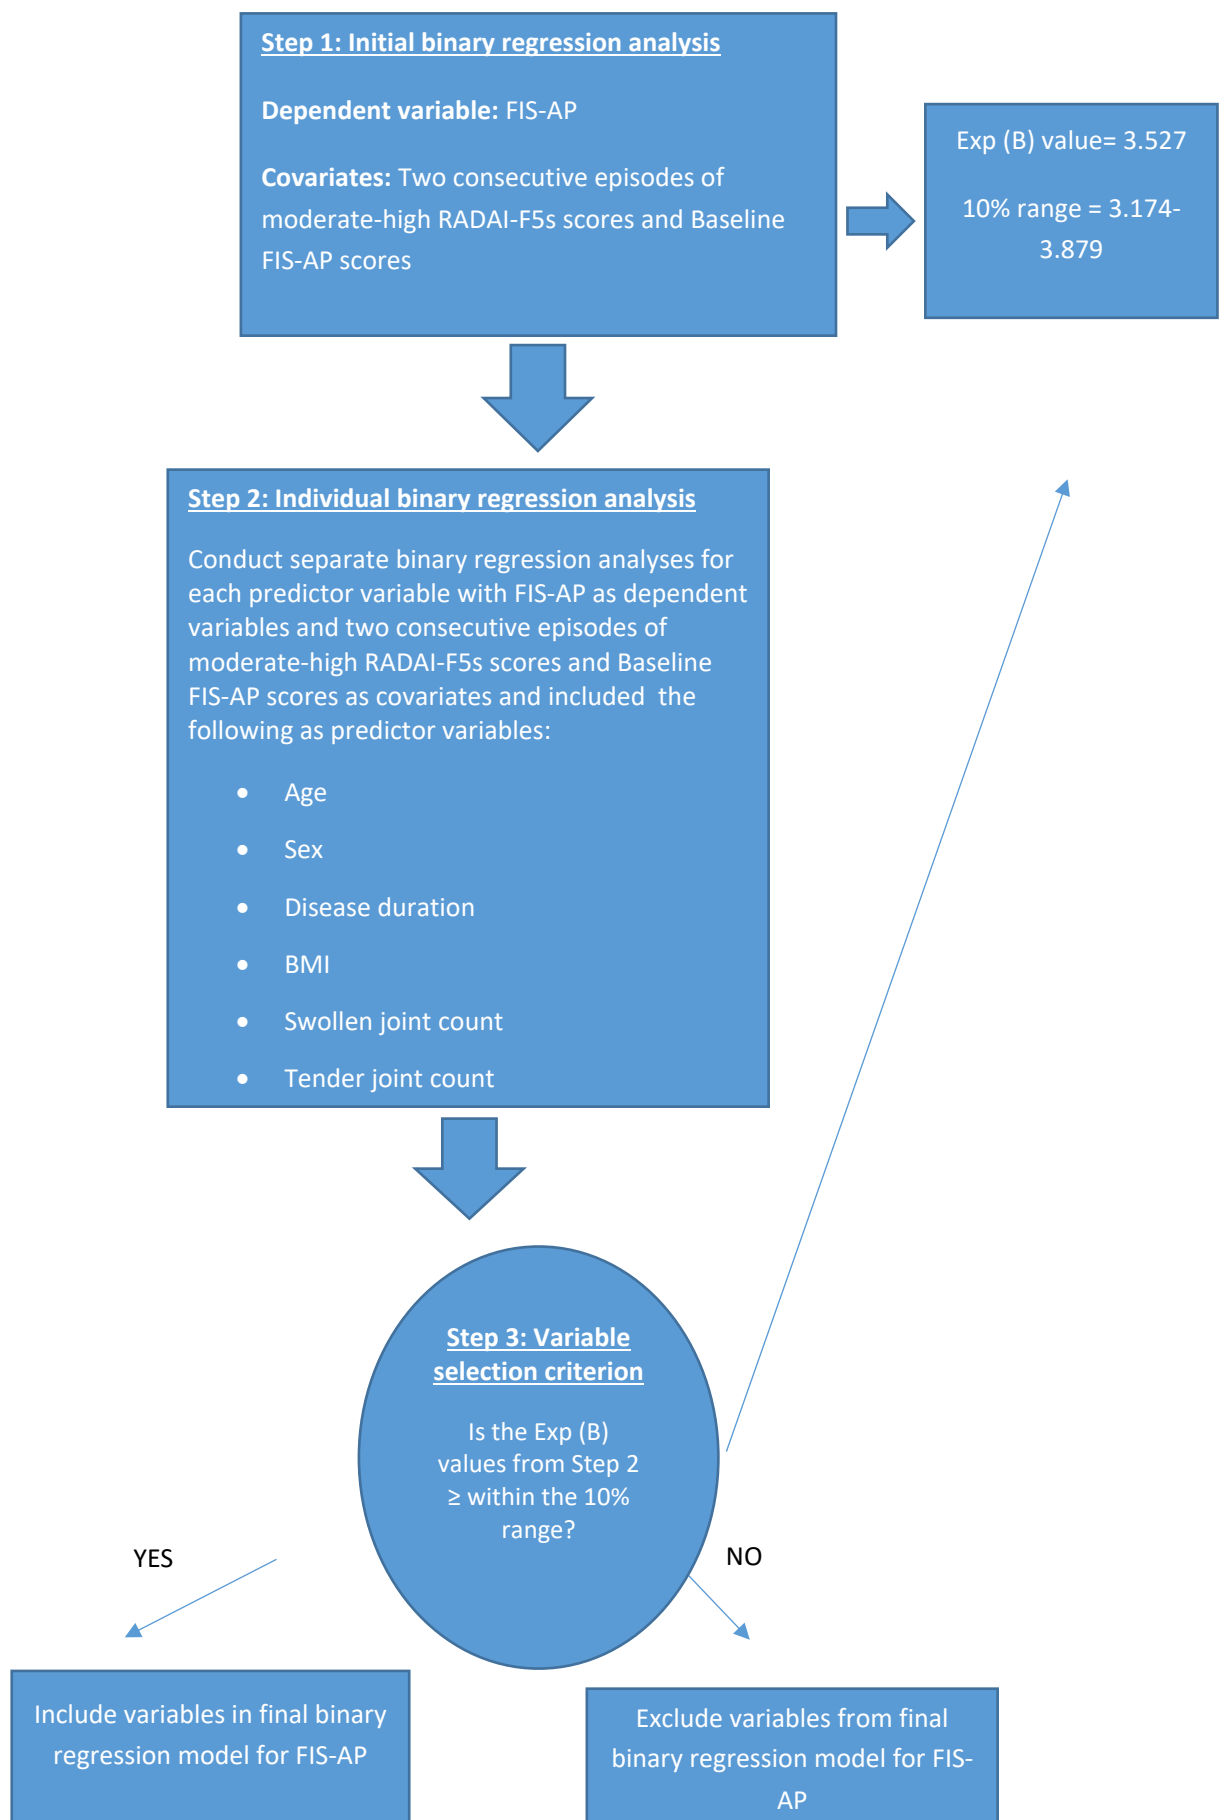 Step 1: Initial binary regression analysis
Dependent variable: FIS-AP
Covariates: Two consecutive episodes of
moderate-high RADAI-F5s scores and Baseline
FIS-AP scores
Exp (B) value= 3.527
10% range = 3.174-
3.879
Step 2: Individual binary regression analysis
Conduct separate binary regression analyses for
each predictor variable with FIS-AP as dependent
variables and two consecutive episodes of
moderate-high RADAI-F5s scores and Baseline
FIS-AP scores as covariates and included the
following as predictor variables:
• Age
• Sex
• Disease duration
• BMI
• Swollen joint count
• Tender joint count
Step 3: Variable
selection criterion
Is the Exp (B)
values from Step 2
≥ within the 10%
range?
YES
NO
Include variables in final binary
regression model for FIS-AP
Exclude variables from final
binary regression model for FIS-
AP